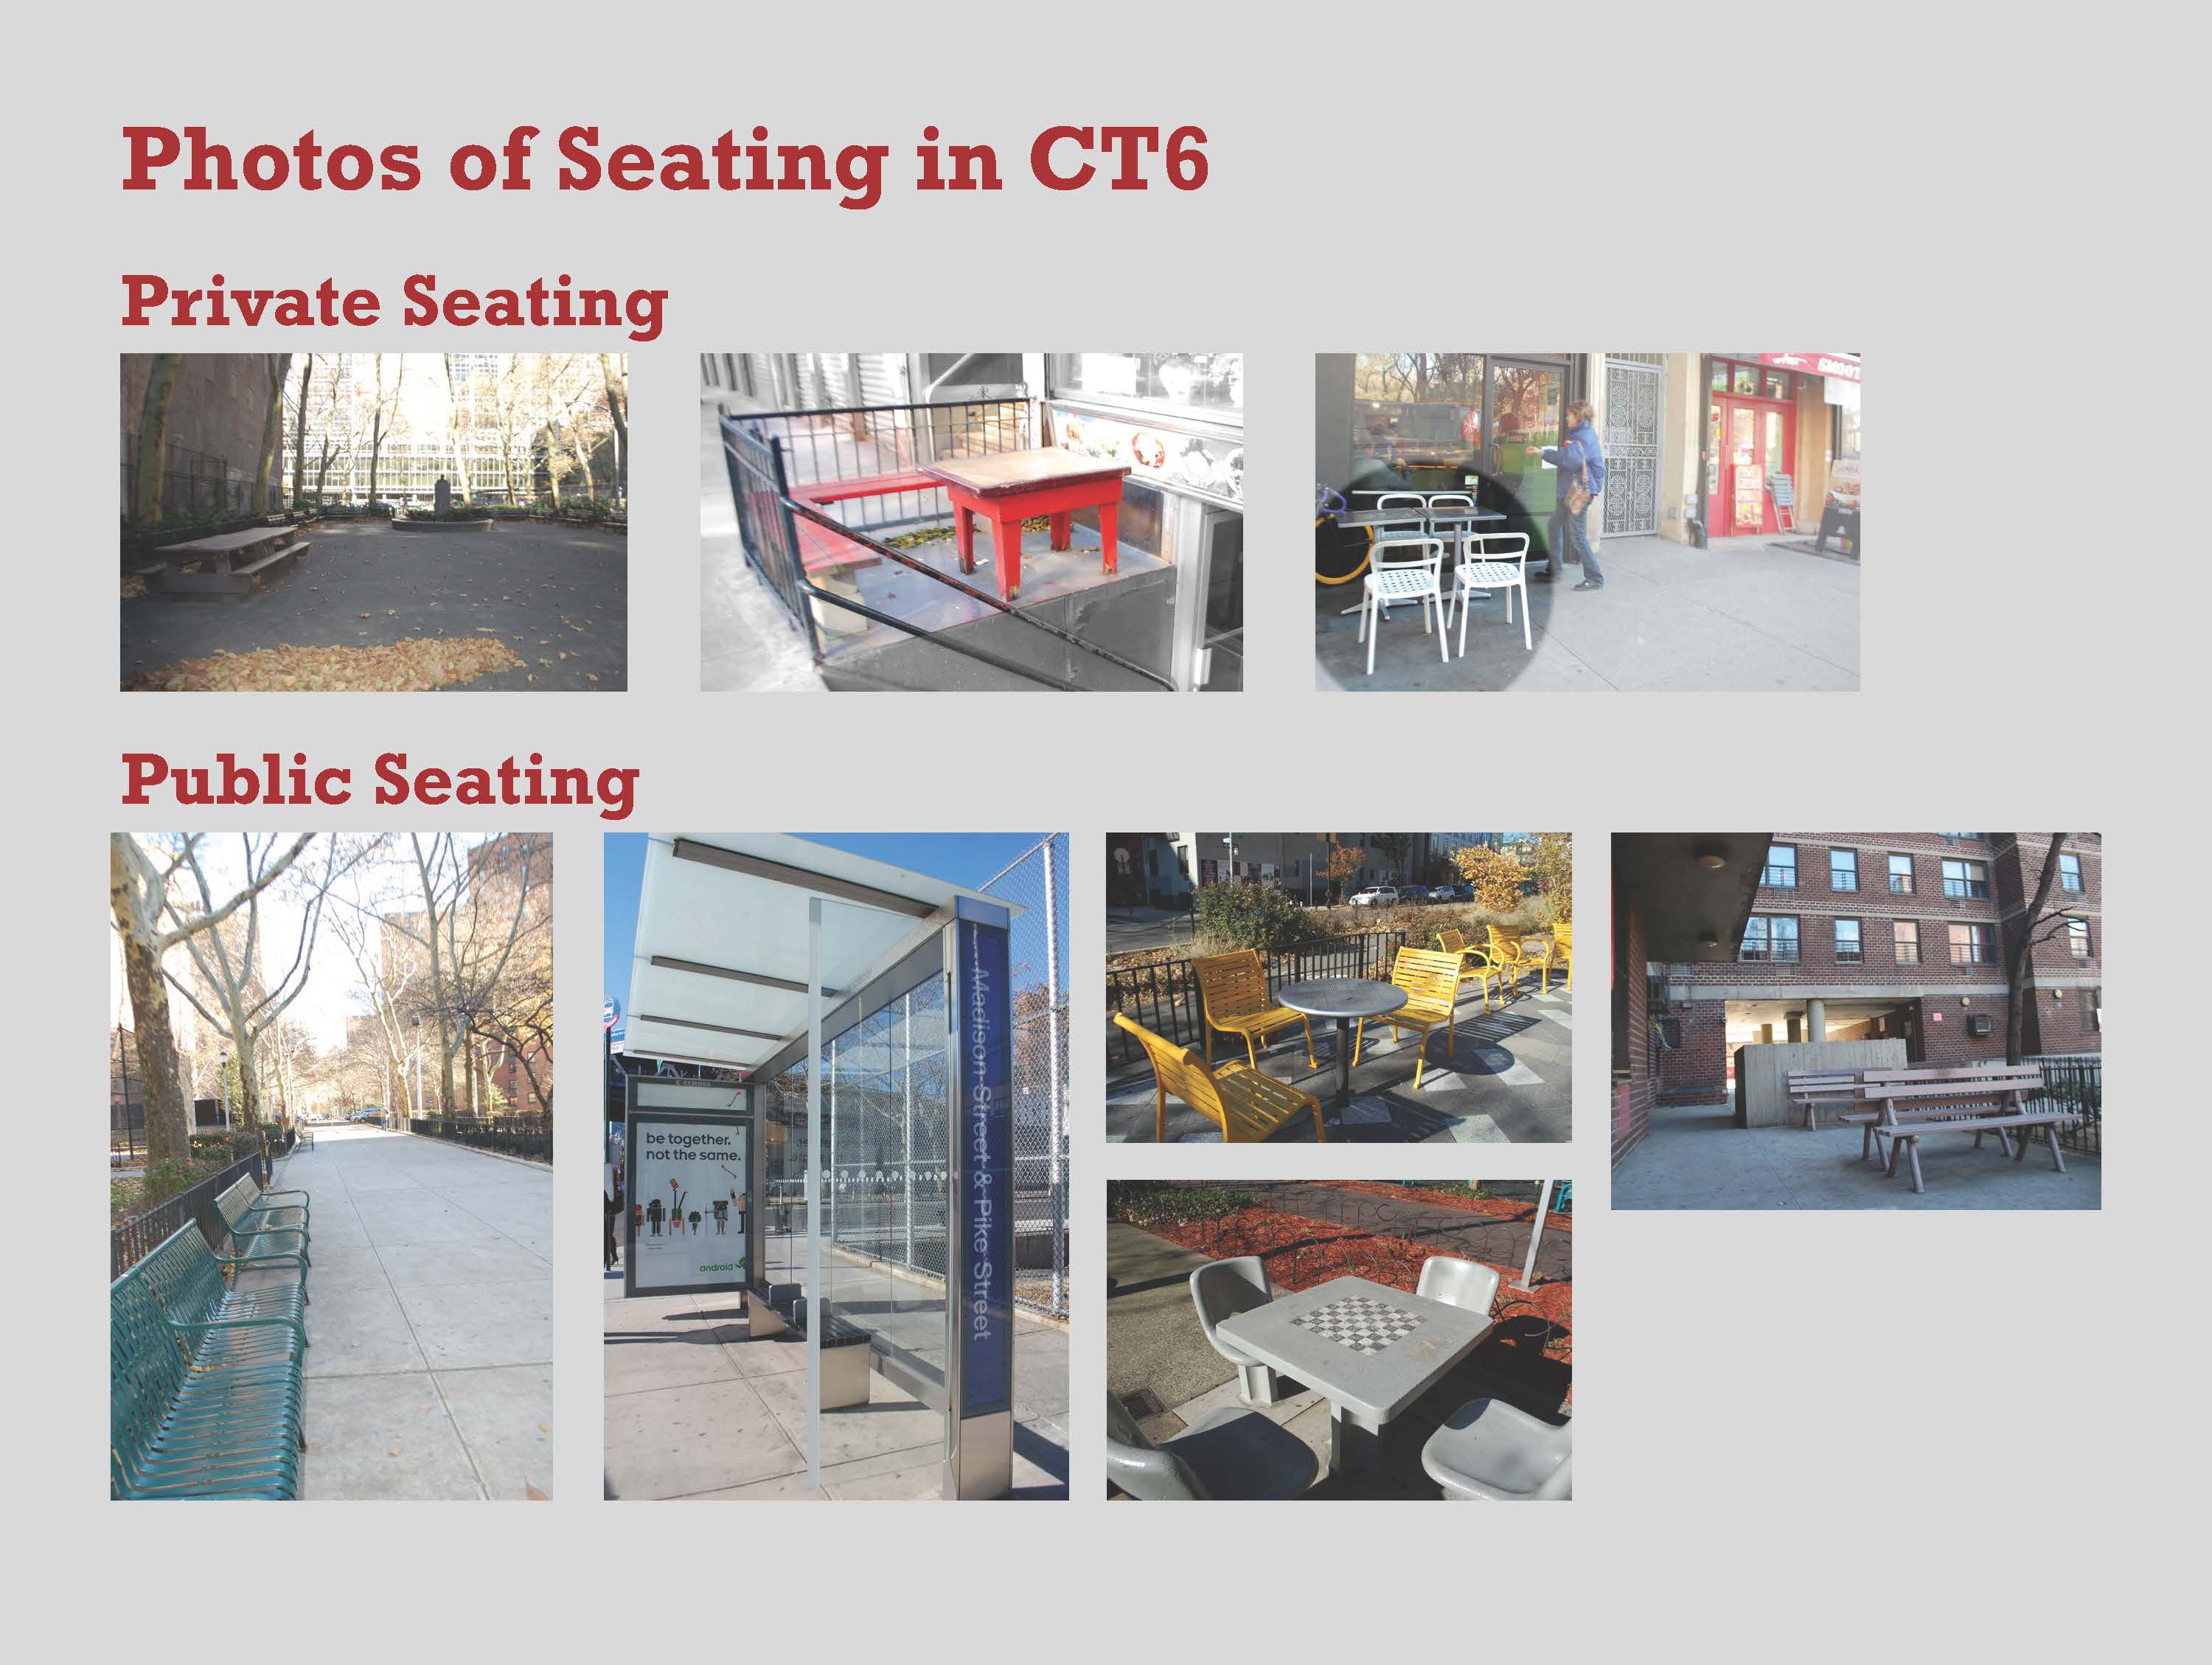 Photos of Seating in CT6
Private Seating
SMOOT
Public Seating
be together.
not the same.
android
Madison Street & Pike Street